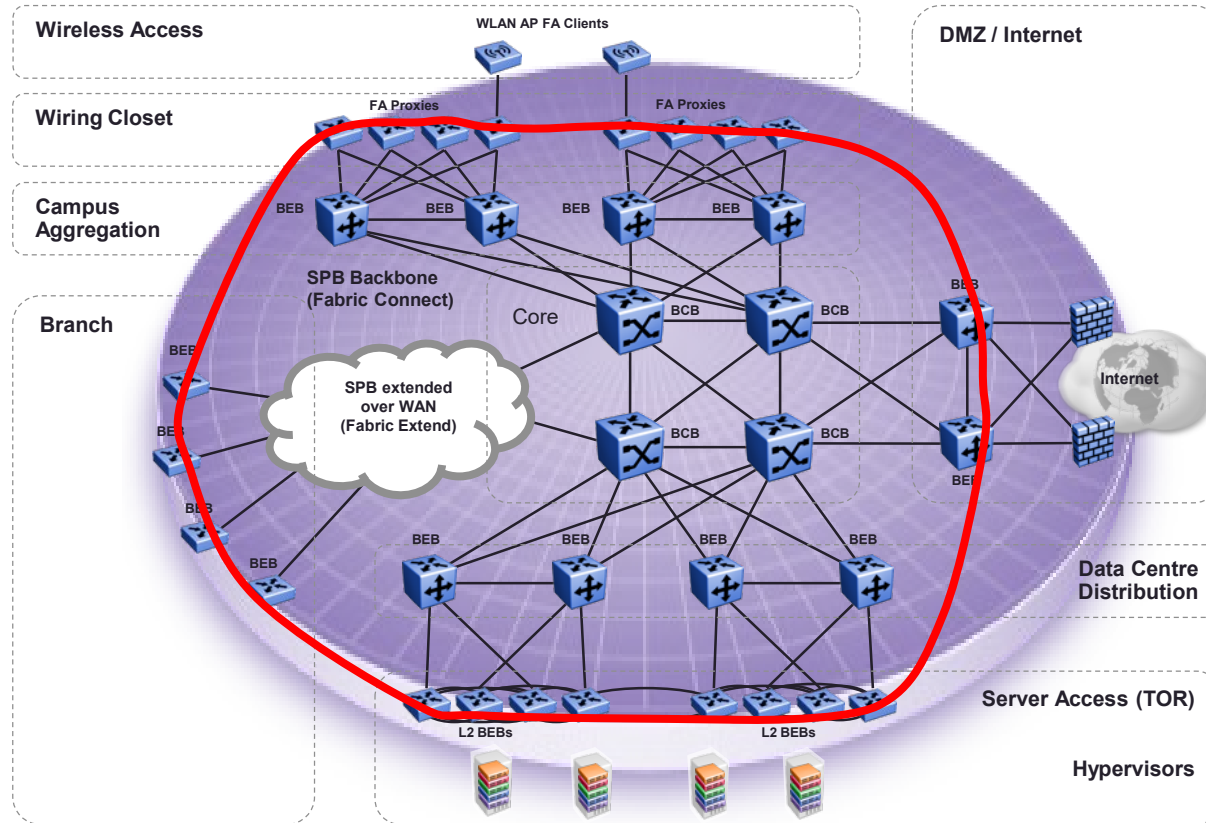 Wireless Access
WLAN AP FA Clients
DMZ / Internet
Wiring Closet
FA Proxies
FA Proxies
Campus
Aggregation
BEB
BEB
BEB
BEB
SPB Backbone
(Fabric Connect)
Branch
Core
BCB
BCB
BEB
BEB
SPB extended
over WAN
(Fabric Extend)
Internet
BEB
BCB
BCB
BEB
BEB
BEB
BEB
BEB
BEB
BEB
Data Centre
Distribution
Server Access (TOR)
L2 BEBs
L2 BEBs
Hypervisors